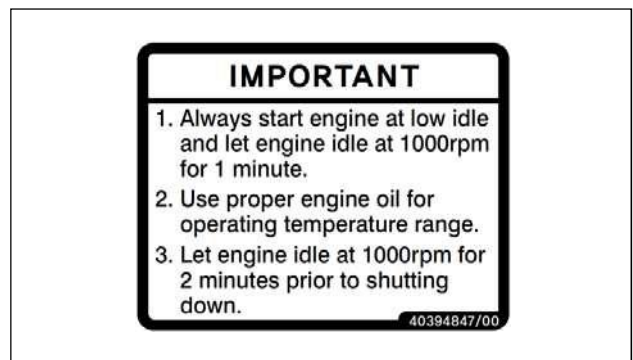 IMPORTANT
1. Always start engine at low idle
and let engine idle at 1000rpm
for 1 minute.
2. Use proper engine oil for
operating temperature range.
3. Let engine idle at 1000rpm for
2 minutes prior to shutting
down.
40394847/00